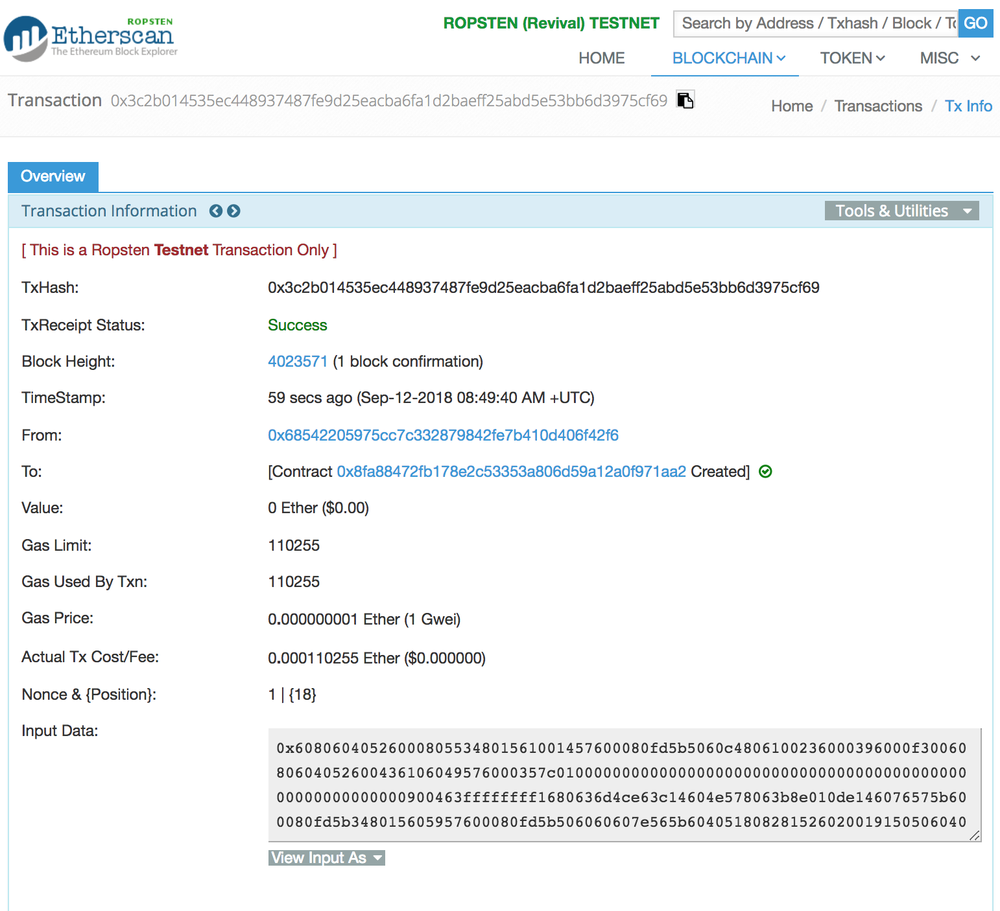 ROPSTEN
Etherscan
The Ethereum Block Explorer
ROPSTEN (Revival) TESTNET
Search by Address / Txhash / Block / To
GO
HOME
BLOCKCHAIN
TOKEN
MISC
Transaction 0x3c2b014535ec448937487fe9d25eacba6fa1d2baeff25abd5e53bb6d3975cf69
Home / Transactions / Tx Info
Overview
Transaction Information
Tools & Utilities
[ This is a Ropsten Testnet Transaction Only ]
TxHash: 0x3c2b014535ec448937487fe9d25eacba6fa1d2baeff25abd5e53bb6d3975cf69
TxReceipt Status: Success
Block Height: 4023571 (1 block confirmation)
TimeStamp: 59 secs ago (Sep-12-2018 08:49:40 AM +UTC)
From: 0x68542205975cc7c332879842fe7b410d406f42f6
To: [Contract 0x8fa88472fb178e2c53353a806d59a12a0f971aa2 Created]
Value: 0 Ether ($0.00)
Gas Limit: 110255
Gas Used By Txn: 110255
Gas Price: 0.000000001 Ether (1 Gwei)
Actual Tx Cost/Fee: 0.000110255 Ether ($0.000000)
Nonce & {Position}: 1 | {18}
Input Data:
0x6080604052600080553480156100145760008​0fd5b5060c4806100236000396000f30060
806040526004361060495760003​57c0100000000000000000000000000000000000000
00000000000000900463ffffffff1680636d4ce63c14604e578063b8e010de146076575b60
0080fd5b348015605957600080fd5b506060607e565b6040518082815260200191505060​40
View Input As